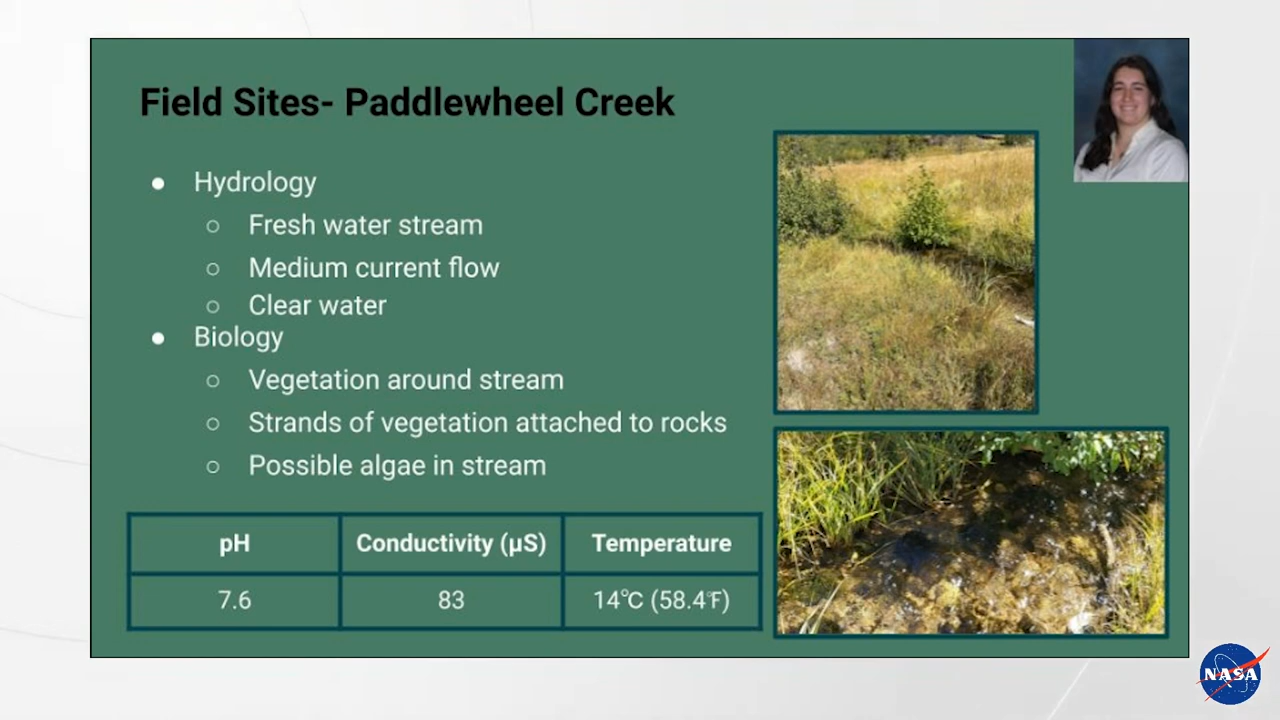 Field Sites- Paddlewheel Creek
● Hydrology
○ Fresh water stream
○ Medium current flow
○ Clear water
● Biology
○ Vegetation around stream
○ Strands of vegetation attached to rocks
○ Possible algae in stream
pH Conductivity (µS) Temperature
7.6 83 14℃ (58.4℉)
NASA